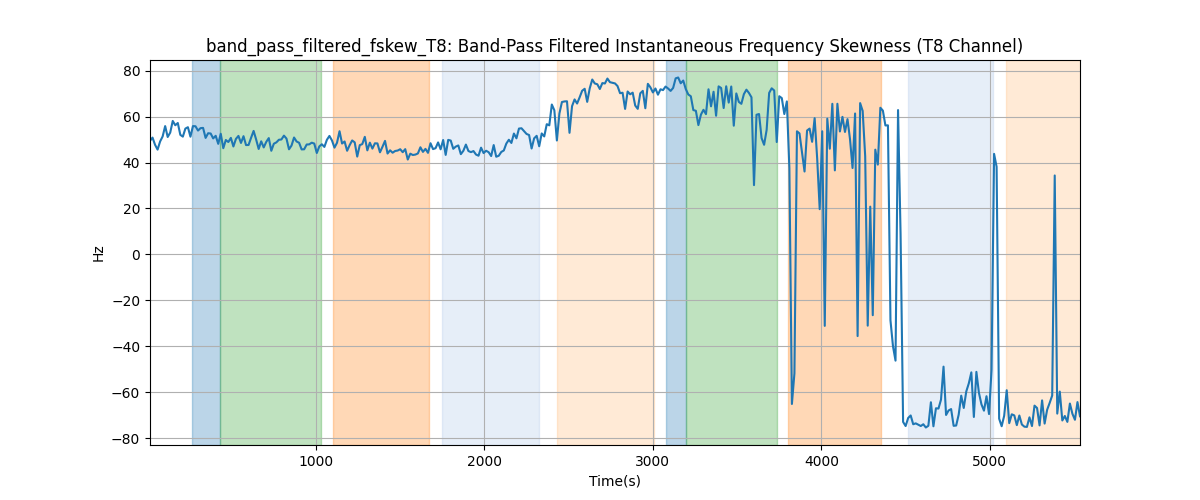 band_pass_filtered_fskew_T8: Band-Pass Filtered Instantaneous Frequency Skewness (T8 Channel)
80
60
40
20
0
−20
−40
−60
−80
Hz
1000 2000 3000 4000 5000
Time(s)